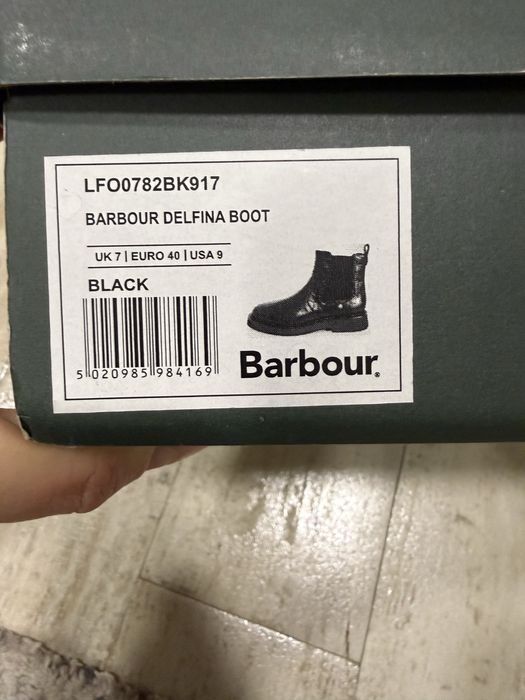 LFO0782BK917
BARBOUR DELFINA BOOT
UK 7 | EURO 40 | USA 9
BLACK
5 020985 984169
Barbour®